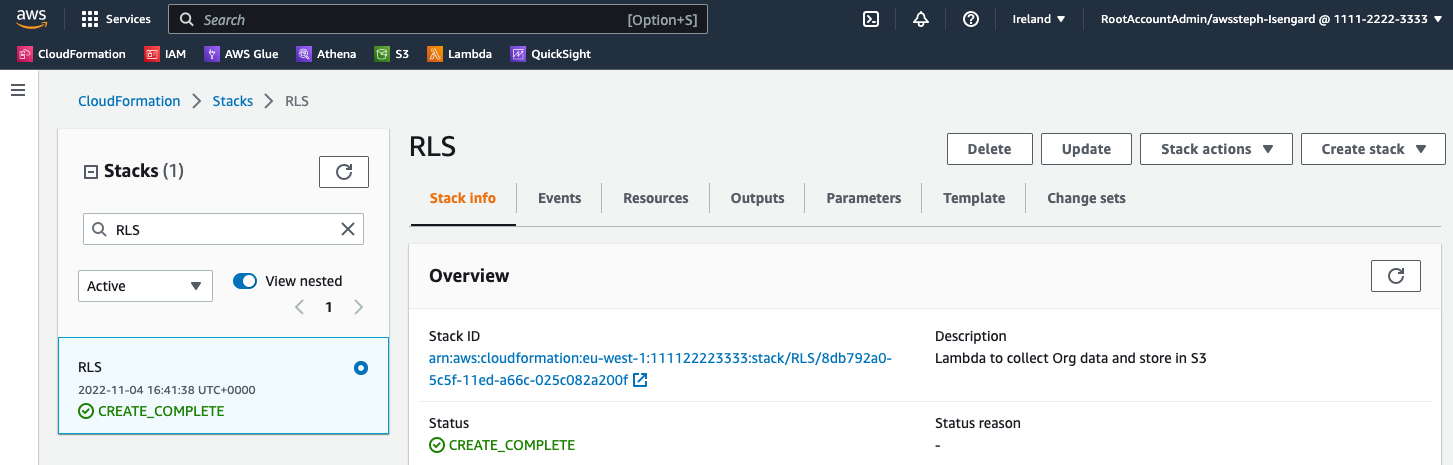 aws
Services
Search
[Option+S]
Ireland
RootAccountAdmin/awssteph-Isengard @ 1111-2222-3333
CloudFormation
IAM
AWS Glue
Athena
S3
Lambda
QuickSight
CloudFormation
Stacks
RLS
Stacks (1)
RLS
Active
View nested
1
RLS
2022-11-04 16:41:38 UTC+0000
CREATE_COMPLETE
RLS
Delete
Update
Stack actions
Create stack
Stack info
Events
Resources
Outputs
Parameters
Template
Change sets
Overview
Stack ID
arn:aws:cloudformation:eu-west-1:111122223333:stack/RLS/8db792a0-
5c5f-11ed-a66c-025c082a200f
Description
Lambda to collect Org data and store in S3
Status
CREATE_COMPLETE
Status reason
-